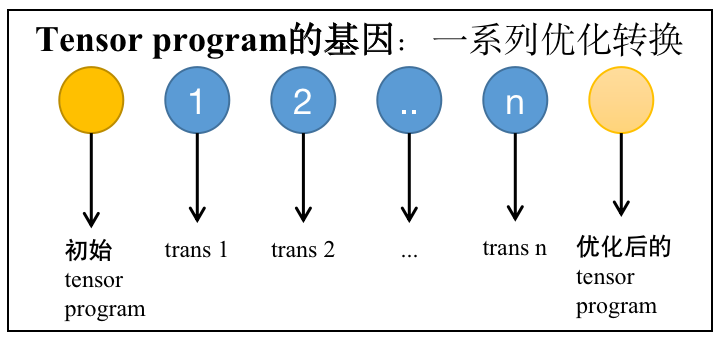 Tensor program的基因： 一系列优化转换
1 2 .. n
初始 trans 1 trans 2 ... trans n 优化后的
tensor tensor
program program